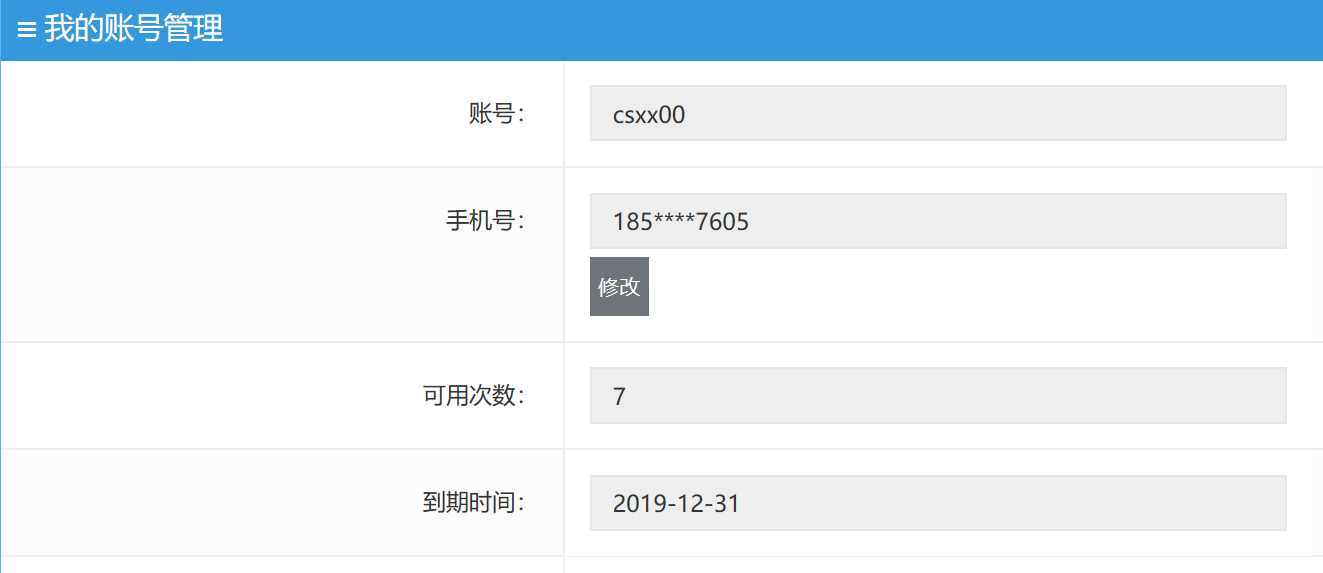 我的账号管理
账号： csxx00
手机号： 185****7605
修改
可用次数： 7
到期时间： 2019-12-31